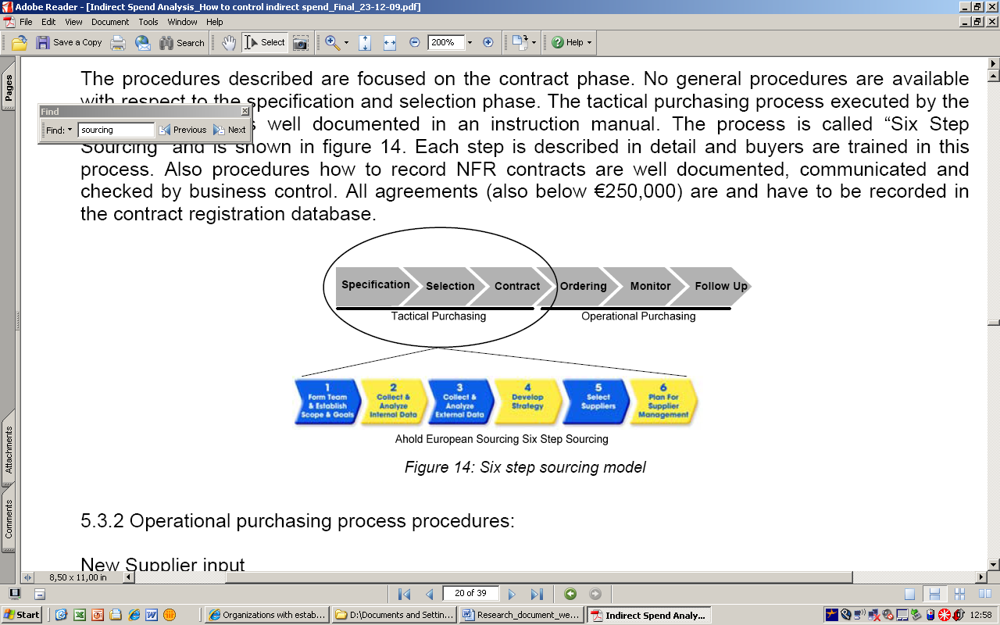 Adobe Reader - [Indirect Spend Analysis_How to control indirect spend_Final_23-12-09.pdf]
File Edit View Document Tools Window Help
Save a Copy Search Select 200% Help
The procedures described are focused on the contract phase. No general procedures are available
with respect to the specification and selection phase. The tactical purchasing process executed by the
Find
Find: sourcing Previous Next
s well documented in an instruction manual. The process is called “Six Step
Sourcing” and is shown in figure 14. Each step is described in detail and buyers are trained in this
process. Also procedures how to record NFR contracts are well documented, communicated and
checked by business control. All agreements (also below €250,000) are and have to be recorded in
the contract registration database.
Specification Selection Contract Ordering Monitor Follow Up
Tactical Purchasing Operational Purchasing
1
Form Team
& Establish
Scope & Goals
2
Collect &
Analyze
Internal Data
3
Collect &
Analyze
External Data
4
Develop
Strategy
5
Select
Suppliers
6
Plan For
Supplier
Management
Ahold European Sourcing Six Step Sourcing
Figure 14: Six step sourcing model
5.3.2 Operational purchasing process procedures:
New Supplier input
Pages
Attachments
Comments
8,50 x 11,00 in
20 of 39
Start Organizations with estab... D:\Documents and Settin... Research_document_we... Indirect Spend Analy... 12:58